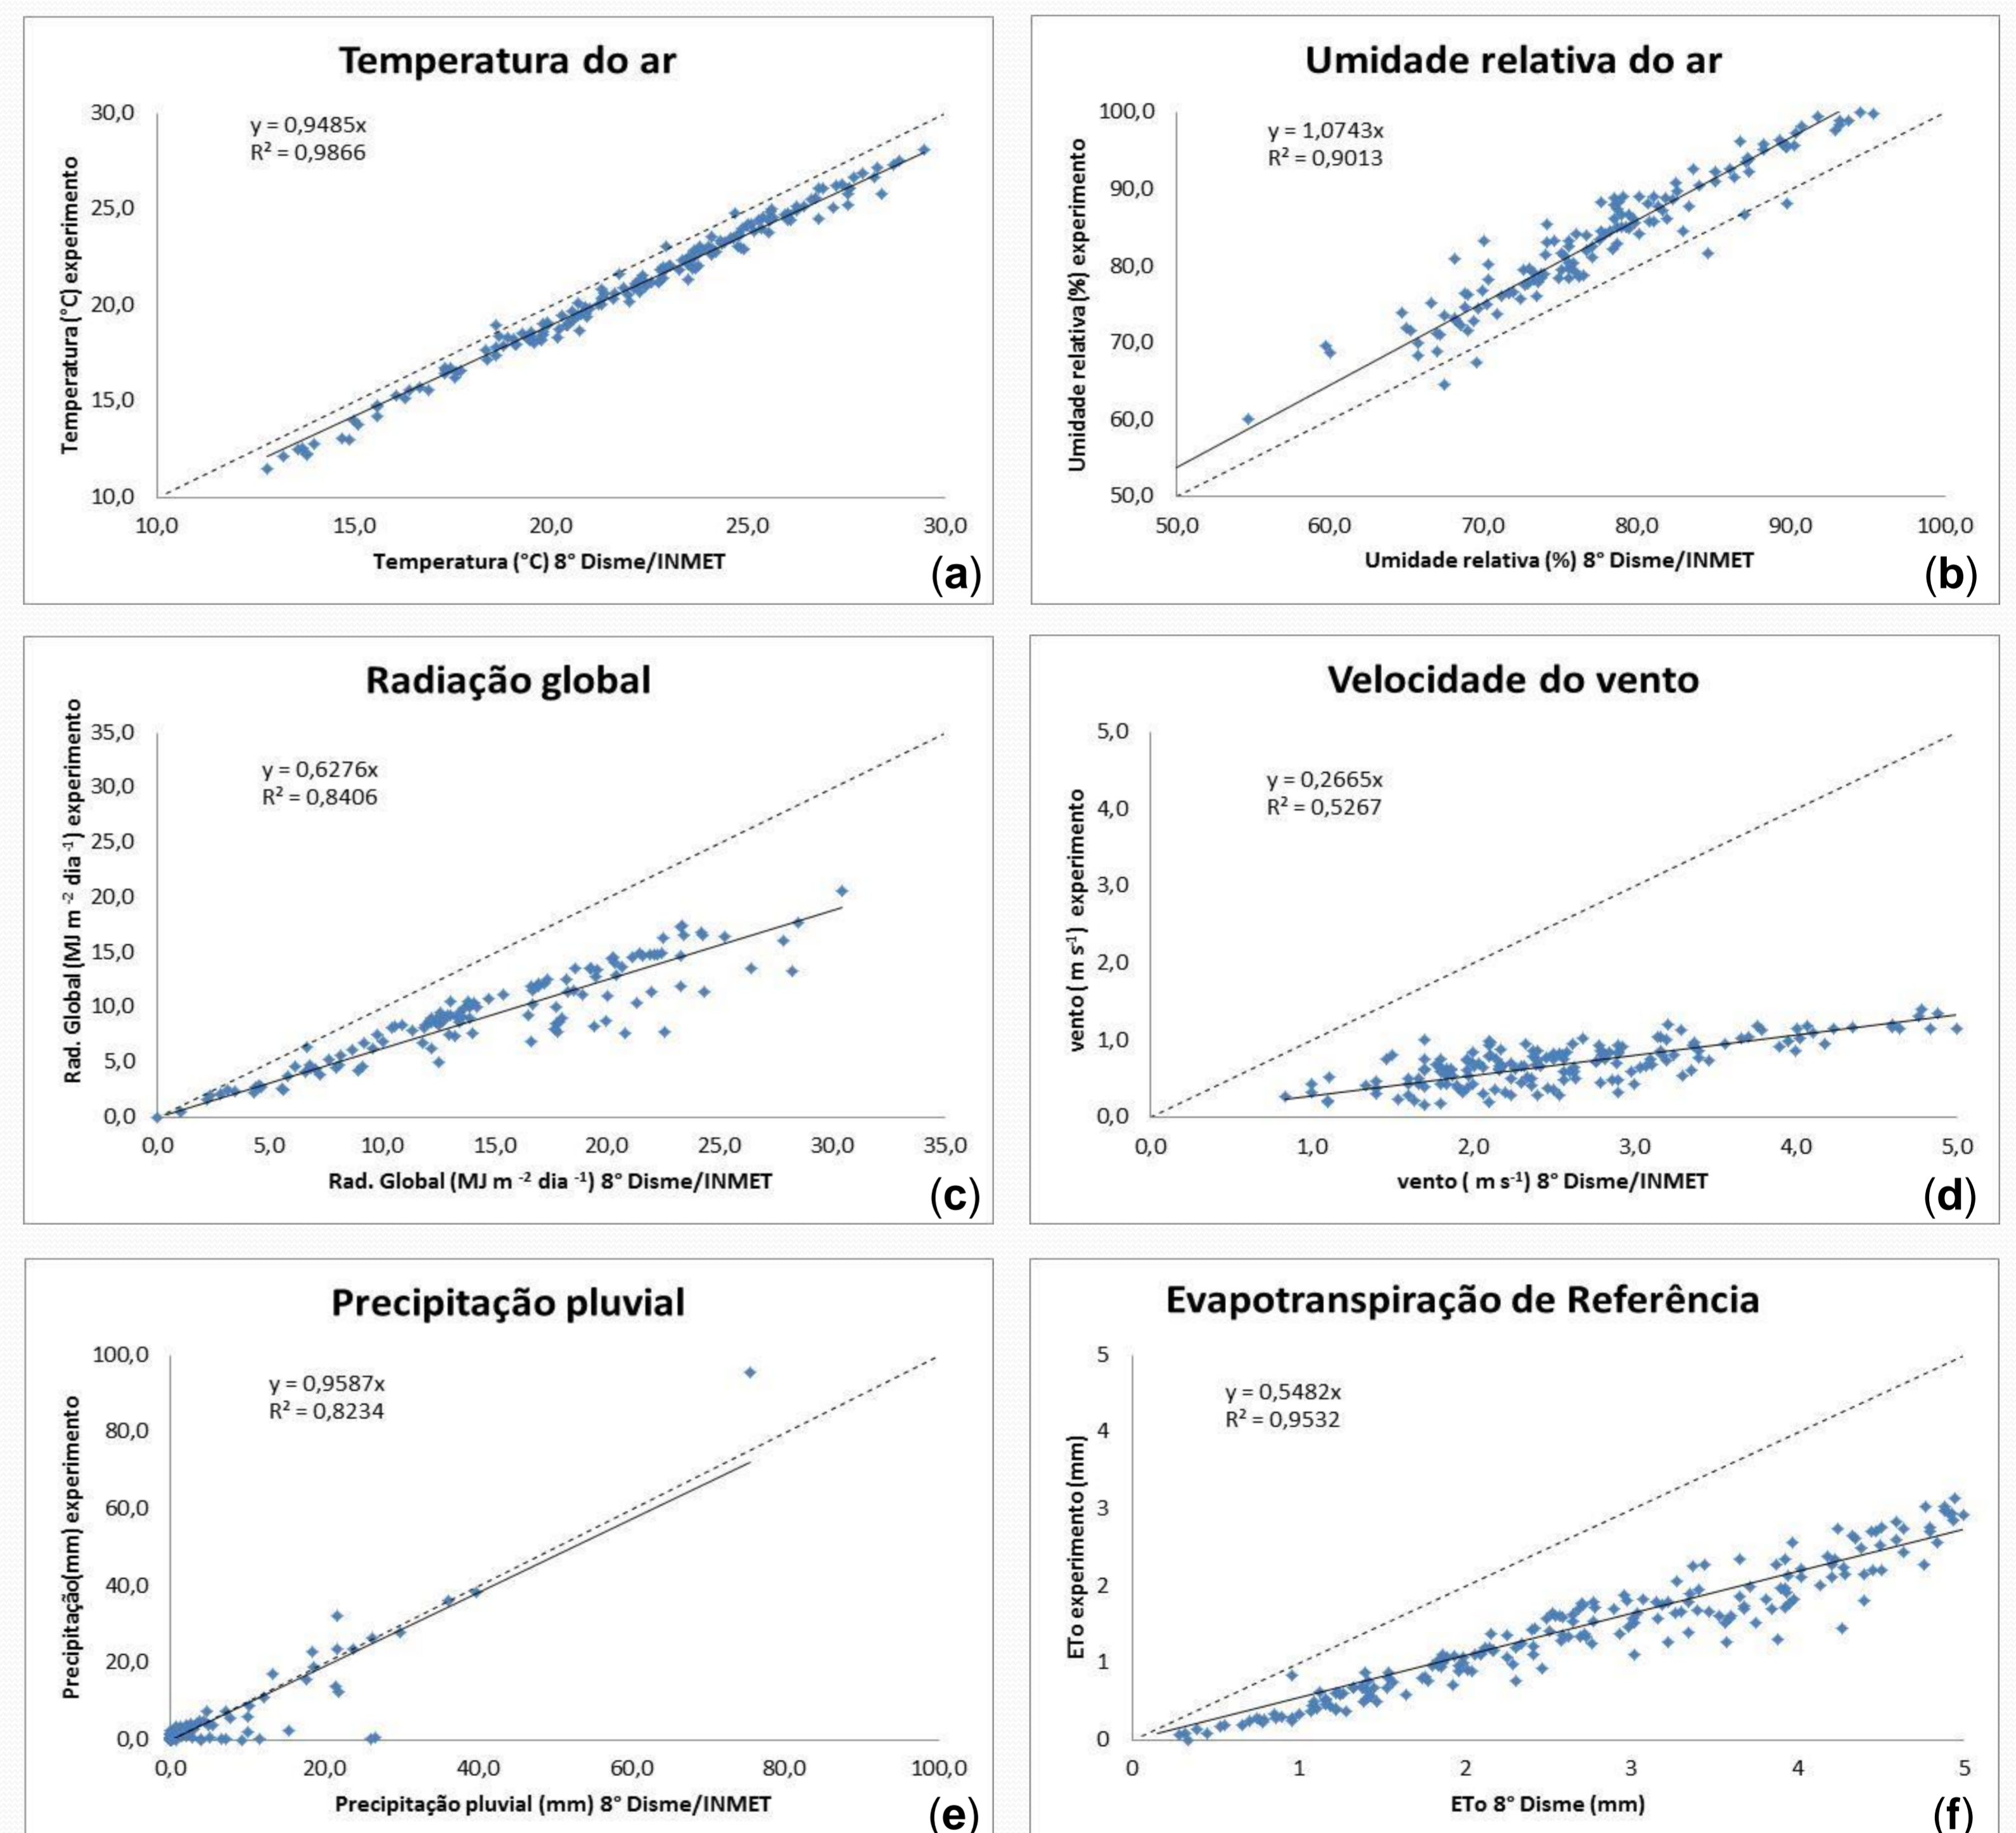 Temperatura do ar
y = 0,9485x
R² = 0,9866
Temperatura (°C) experimento
30,0
25,0
20,0
15,0
10,0
10,0 15,0 20,0 25,0 30,0
Temperatura (°C) 8° Disme/INMET
(a)
Umidade relativa do ar
y = 1,0743x
R² = 0,9013
Umidade relativa (%) experimento
100,0
90,0
80,0
70,0
60,0
50,0
50,0 60,0 70,0 80,0 90,0 100,0
Umidade relativa (%) 8° Disme/INMET
(b)
Radiação global
y = 0,6276x
R² = 0,8406
Rad. Global (MJ m -2 dia -1) experimento
35,0
30,0
25,0
20,0
15,0
10,0
5,0
0,0
0,0 5,0 10,0 15,0 20,0 25,0 30,0 35,0
Rad. Global (MJ m -2 dia -1) 8° Disme/INMET
(c)
Velocidade do vento
y = 0,2665x
R² = 0,5267
vento ( m s-1) experimento
5,0
4,0
3,0
2,0
1,0
0,0
0,0 1,0 2,0 3,0 4,0 5,0
vento ( m s-1) 8° Disme/INMET
(d)
Precipitação pluvial
y = 0,9587x
R² = 0,8234
Precipitação(mm) experimento
100,0
80,0
60,0
40,0
20,0
0,0
0,0 20,0 40,0 60,0 80,0 100,0
Precipitação pluvial (mm) 8° Disme/INMET
(e)
Evapotranspiração de Referência
y = 0,5482x
R² = 0,9532
ETo experimento (mm)
5
4
3
2
1
0
0 1 2 3 4 5
ETo 8° Disme (mm)
(f)